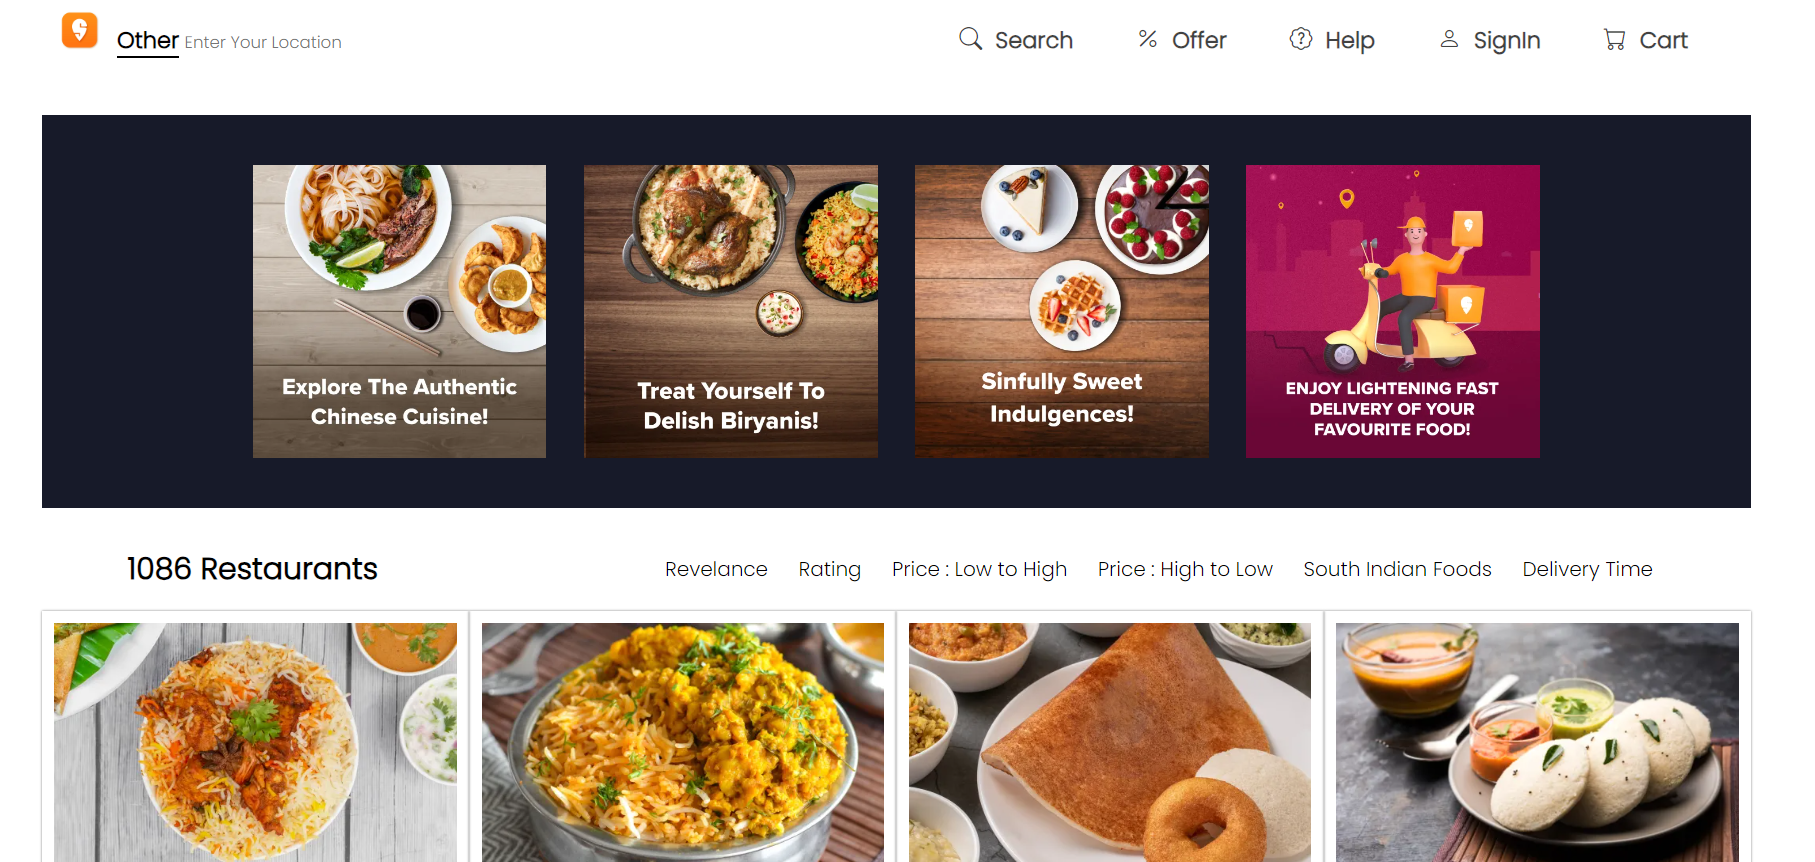 Other Enter Your Location
Search
Offer
Help
SignIn
Cart
Explore The Authentic
Chinese Cuisine!
Treat Yourself To
Delish Biryanis!
Sinfully Sweet
Indulgences!
ENJOY LIGHTENING FAST
DELIVERY OF YOUR
FAVOURITE FOOD!
1086 Restaurants
Revelance
Rating
Price : Low to High
Price : High to Low
South Indian Foods
Delivery Time